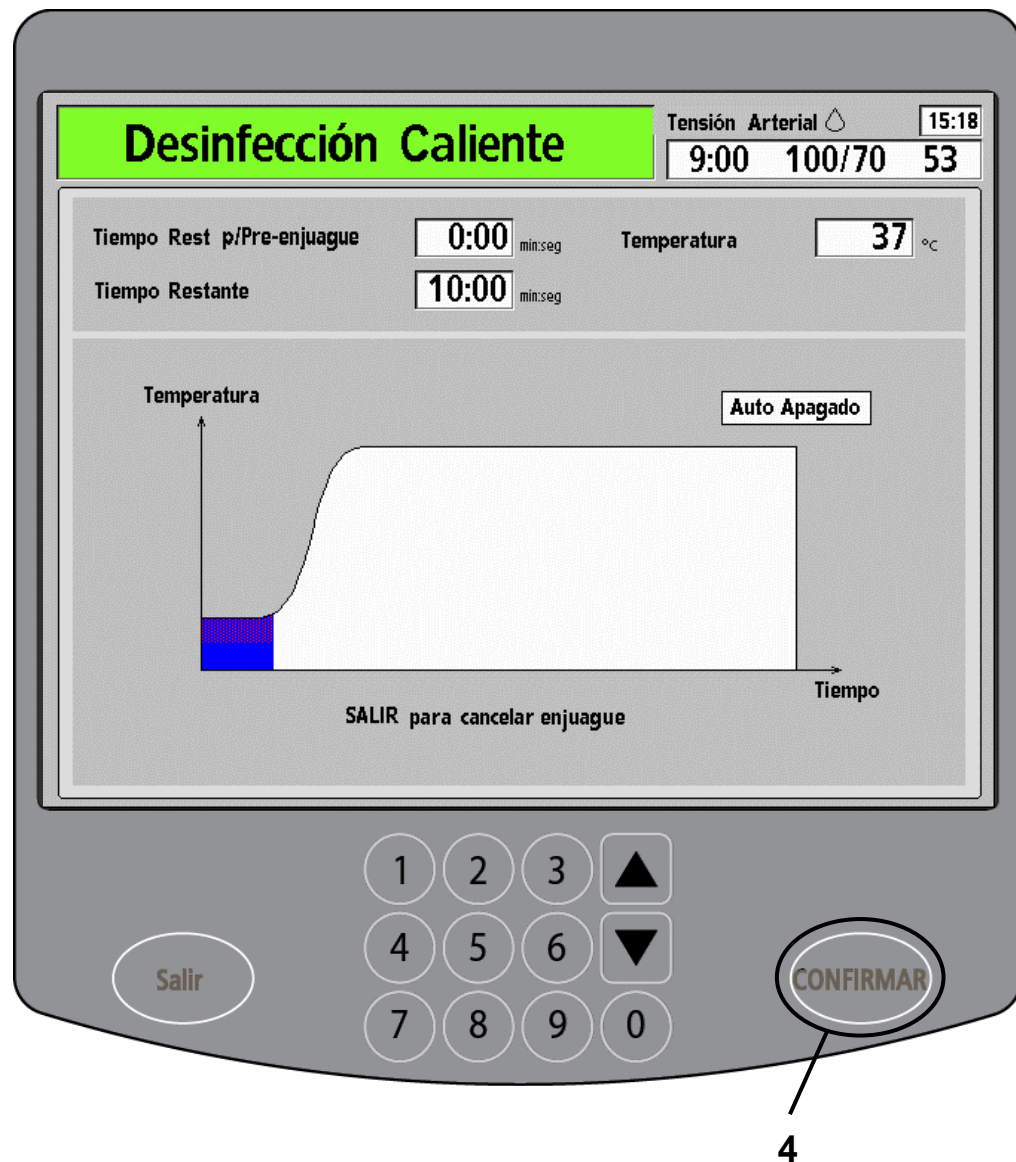 Desinfección Caliente
Tensión Arterial 15:18
9:00 100/70 53
Tiempo Rest p/Pre-enjuague 0:00 min:seg Temperatura 37 °C
Tiempo Restante 10:00 min:seg
Temperatura
Auto Apagado
Tiempo
SALIR para cancelar enjuague
1 2 3
4 5 6
Salir
CONFIRMAR
7 8 9 0
4